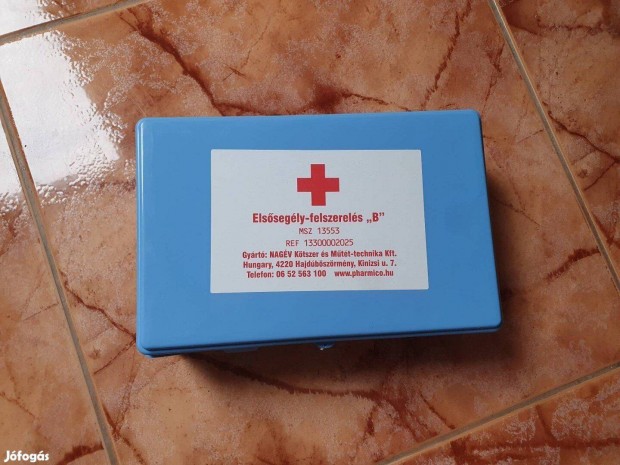 Elsősegély-felszerelés „B”
MSZ 13553
REF 13300002025
Gyártó: NAGÉV Kötszer és Műtét-technika Kft.
Hungary, 4220 Hajdúböszörmény, Kinizsi u. 7.
Telefon: 06 52 563 100 www.pharmico.hu
Jófogás